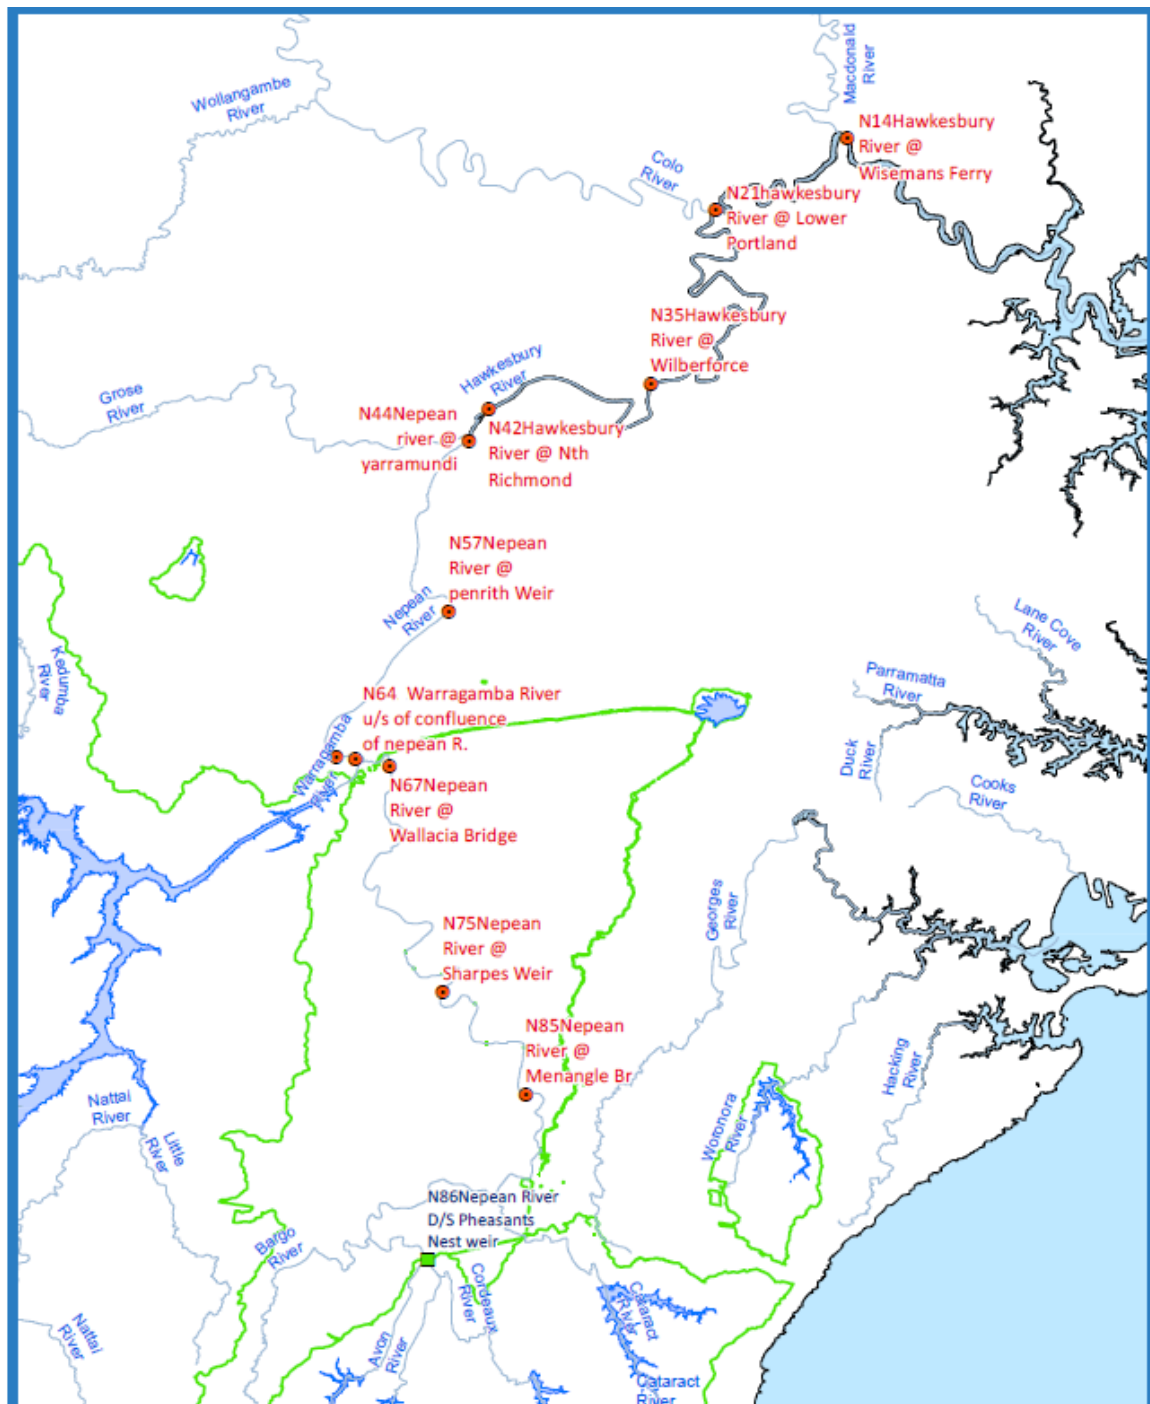 Macdonald
River
Wollangambe
River
N14Hawkesbury
River @
Wisemans Ferry
Colo
River
N21hawkesbury
River @ Lower
Portland
N35Hawkesbury
River @
Wilberforce
Hawkesbury
River
Grose
River
N44Nepean
river @
yarramundi
N42Hawkesbury
River @ Nth
Richmond
N57Nepean
River @
penrith Weir
Nepean
River
Lane Cove
River
Kedumba
River
Parramatta
River
N64  Warragamba River
u/s of confluence
of nepean R.
Warragamba
River
Duck
River
Cooks
River
N67Nepean
River @
Wallacia Bridge
Georges
River
N75Nepean
River @
Sharpes Weir
N85Nepean
River @
Menangle Br
Hacking
River
Nattai
River
Little
River
Woronora
River
N86Nepean River
D/S Pheasants
Nest weir
Bargo
River
Cordeaux
River
Cataract
River
Nattai
River
Avon
River
Cataract
River